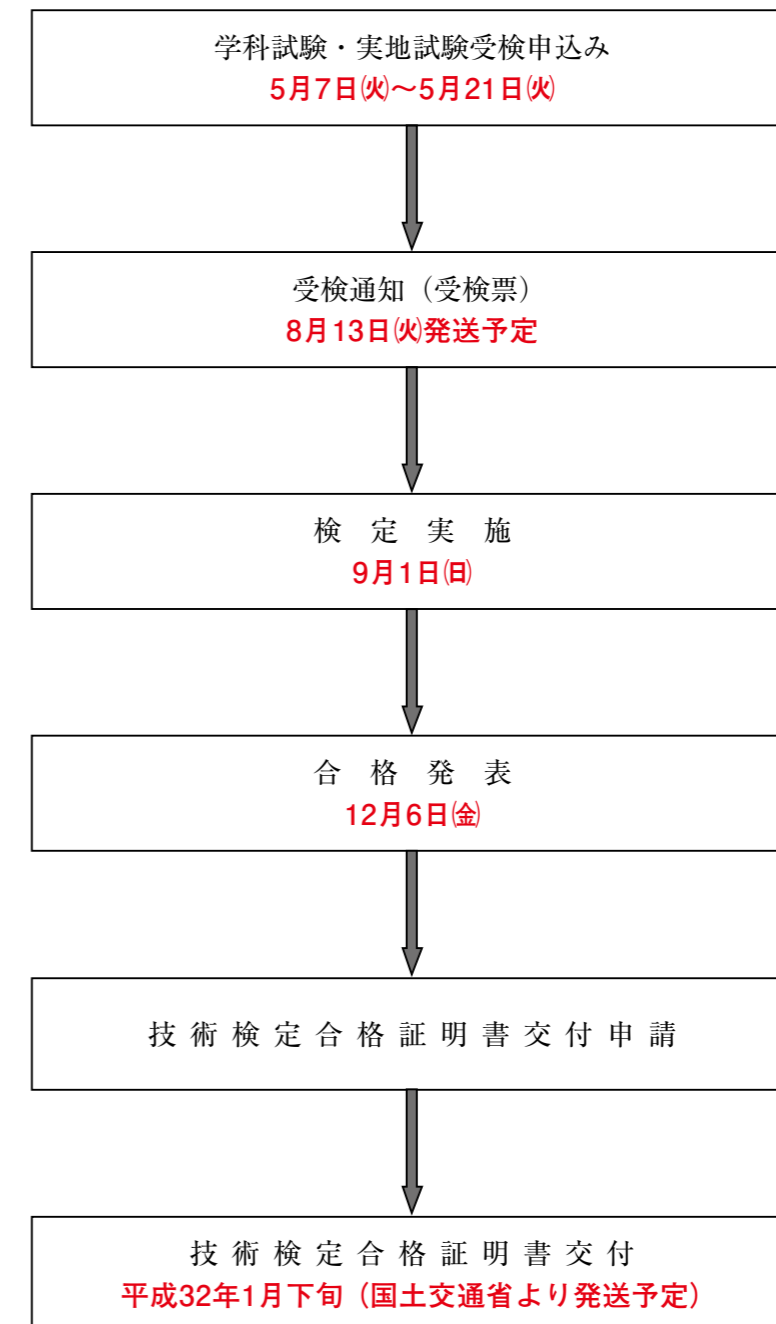 学科試験・実地試験受検申込み
5月7日㈫〜5月21日㈫
受検通知（受検票）
8月13日㈫発送予定
検定実施
9月1日㈰
合格発表
12月6日㈮
技術検定合格証明書交付申請
技術検定合格証明書交付
平成32年1月下旬（国土交通省より発送予定）